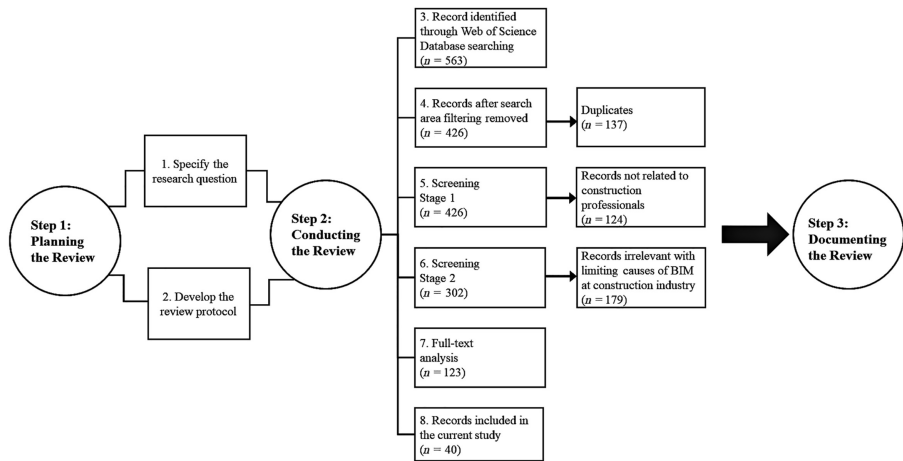 Step 1:
Planning
the Review
1. Specify the
research question
2. Develop the
review protocol
Step 2:
Conducting
the Review
3. Record identified
through Web of Science
Database searching
(n = 563)
4. Records after search
area filtering removed
(n = 426)
Duplicates
(n = 137)
5. Screening
Stage 1
(n = 426)
Records not related to
construction
professionals
(n = 124)
6. Screening
Stage 2
(n = 302)
Records irrelevant with
limiting causes of BIM
at construction industry
(n = 179)
7. Full-text
analysis
(n = 123)
8. Records included in
the current study
(n = 40)
Step 3:
Documenting
the Review